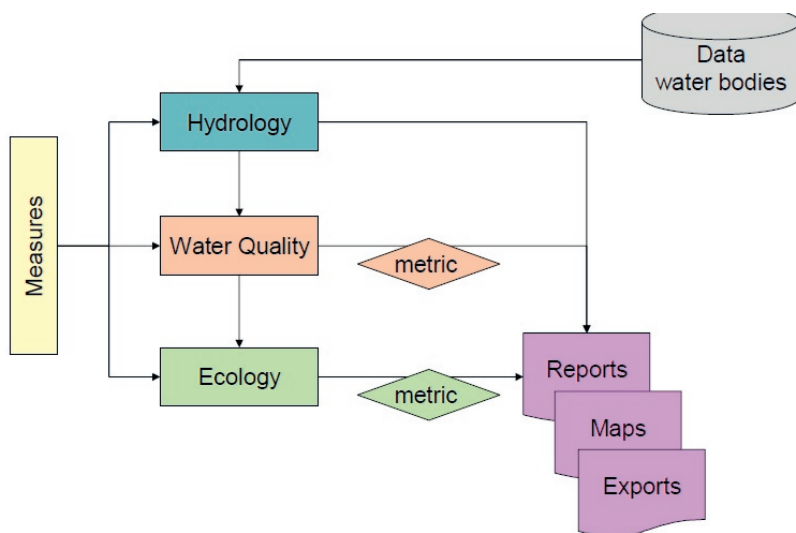 Data
water bodies
Hydrology
Measures
Water Quality
metric
Ecology
metric
Reports
Maps
Exports